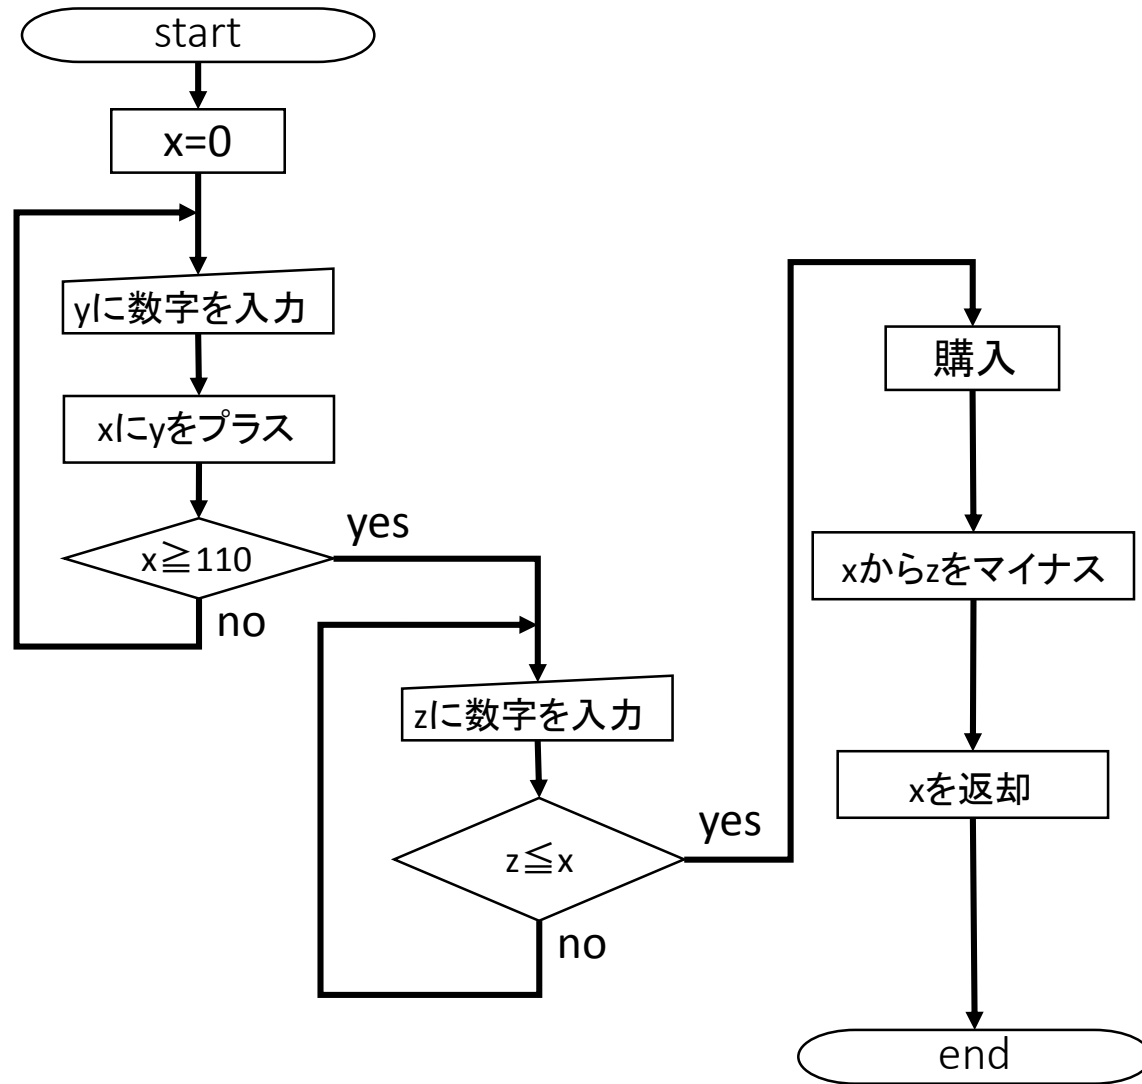 start
x=0
yに数字を入力
xにyをプラス
x≧110
yes
no
zに数字を入力
z≦x
yes
no
購入
xからzをマイナス
xを返却
end